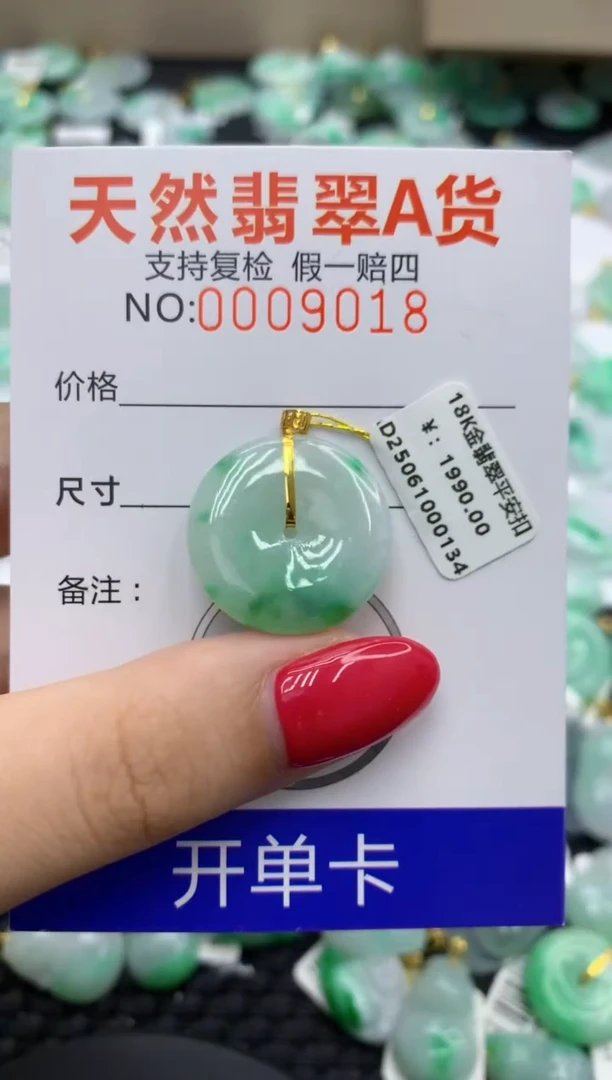 天然翡翠A货
支持复检 假一赔四
NO:0009018
价格
尺寸
备注：
18K金翡翠平安扣
¥：1990.00
D25061000134
开单卡